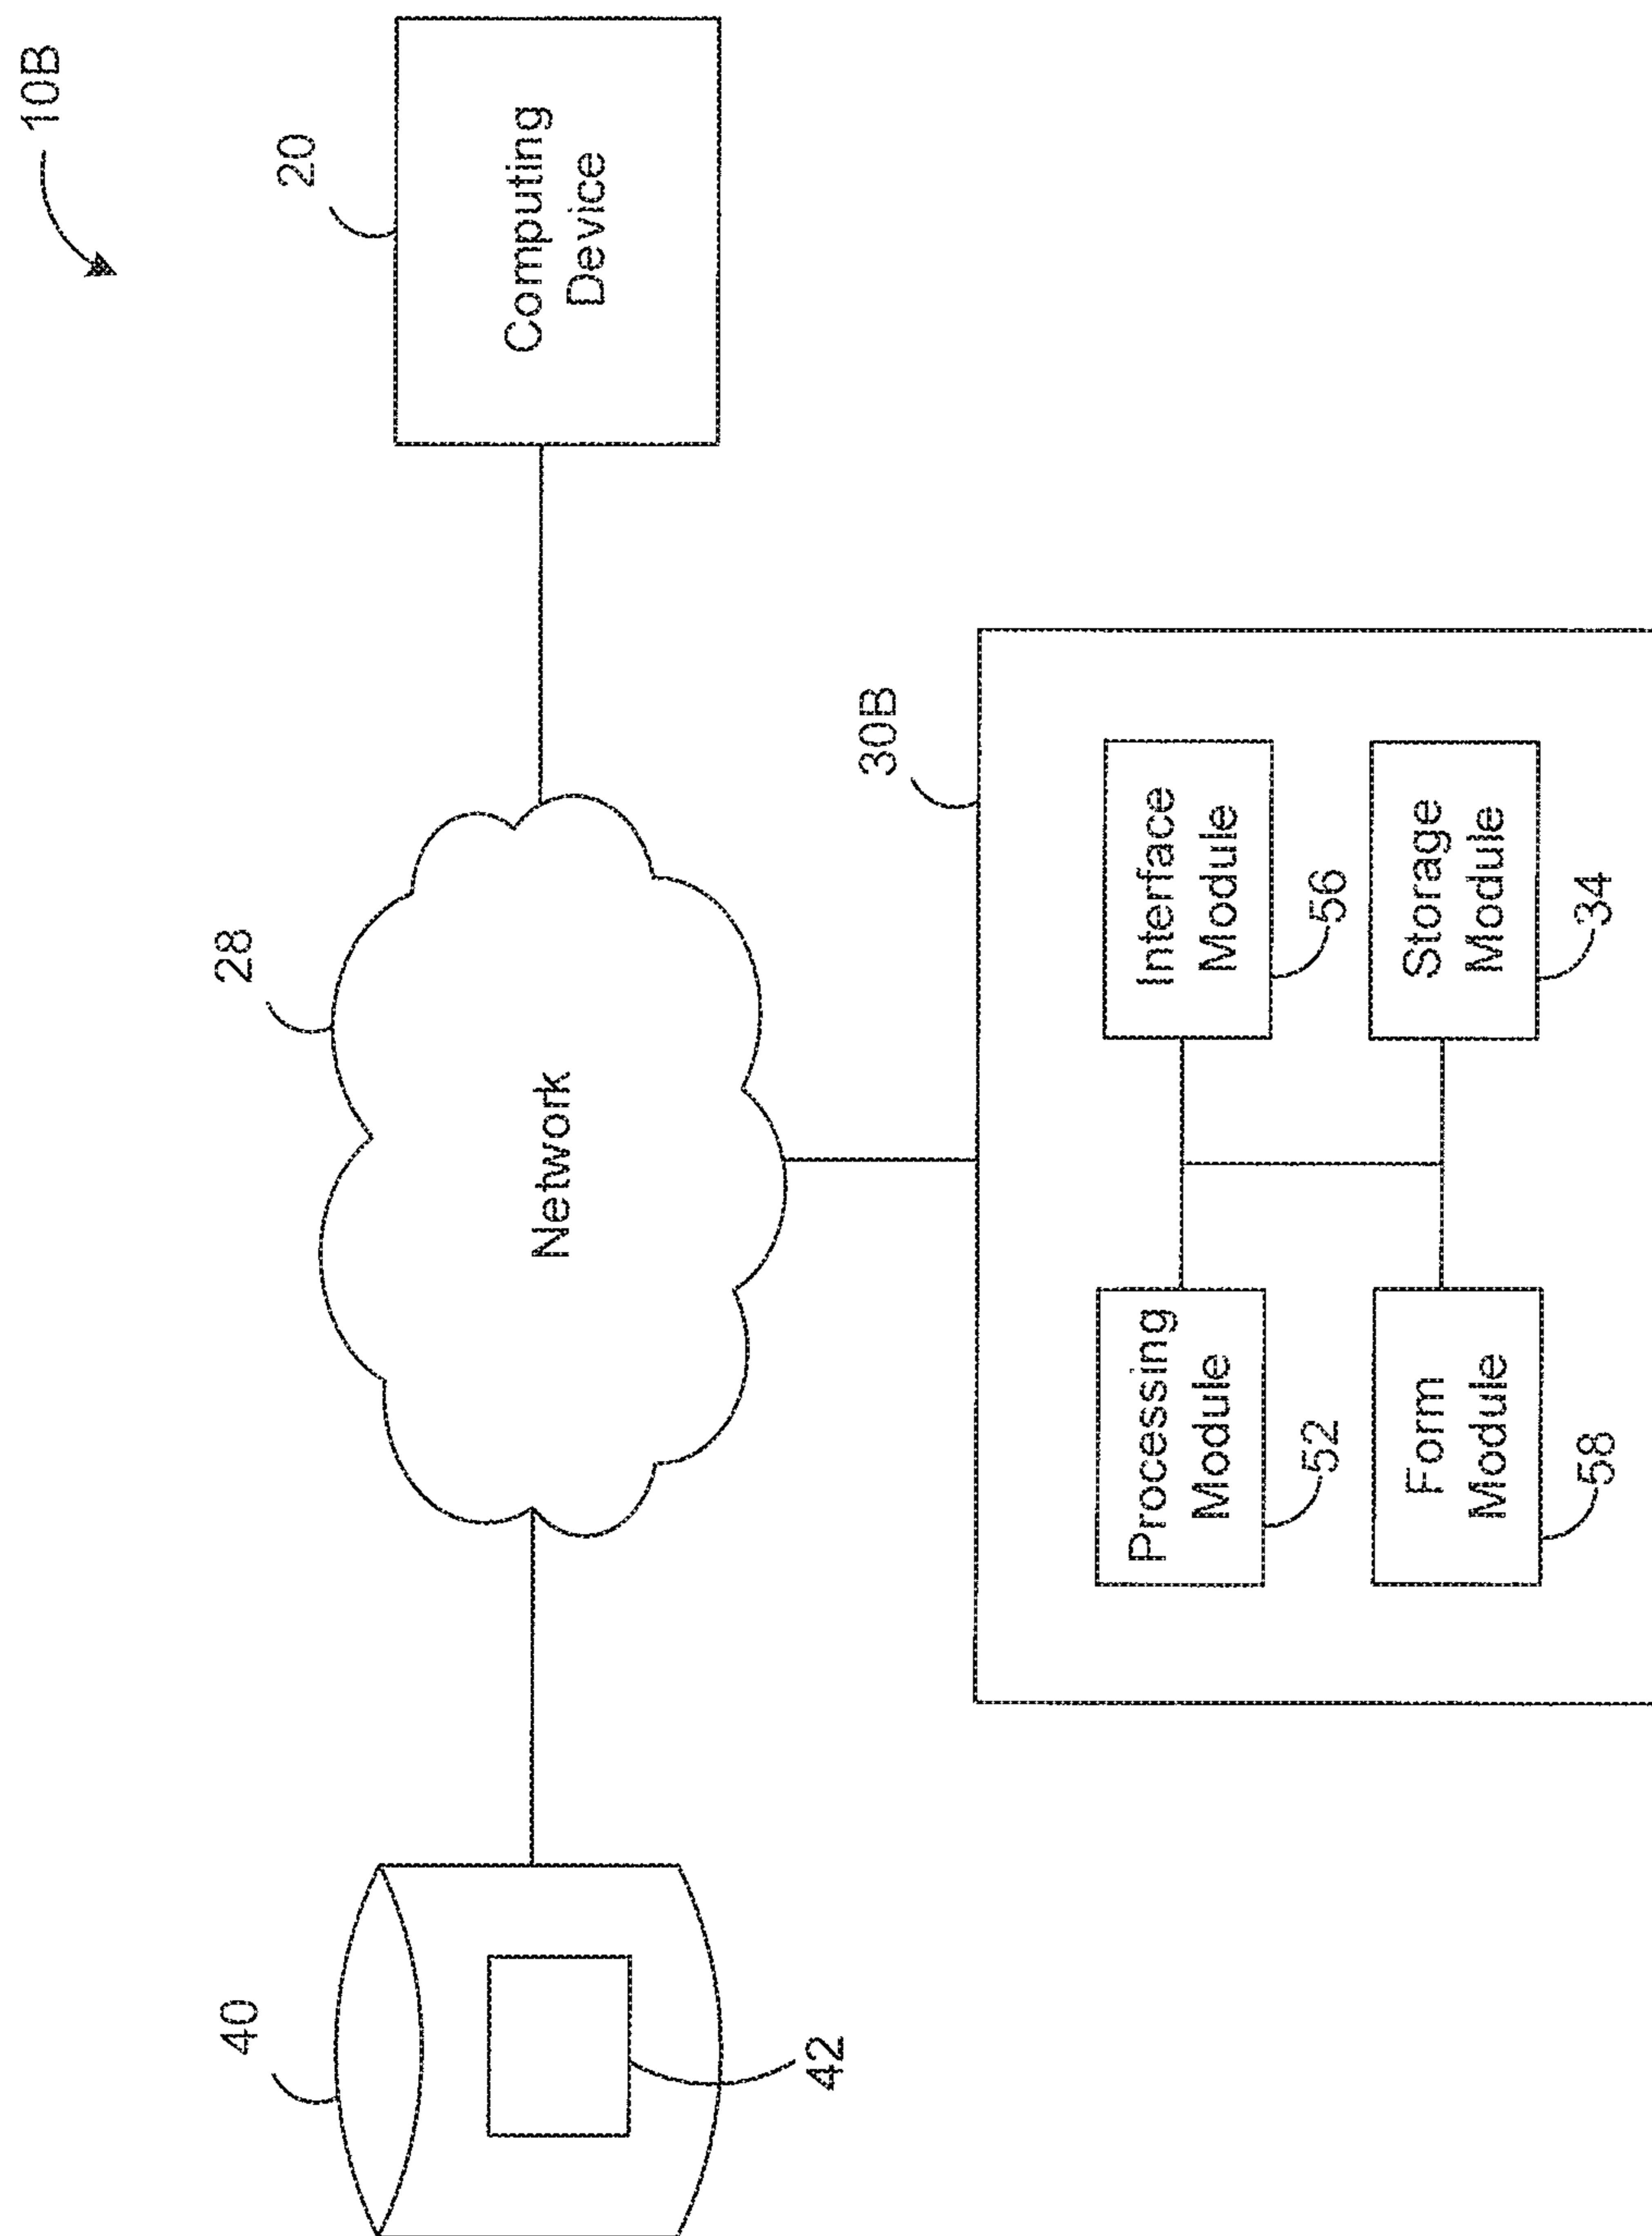 10B
20
Computing
Device
28
Network
40
42
30B
Processing
Module
52
Interface
Module
56
Form
Module
58
Storage
Module
34